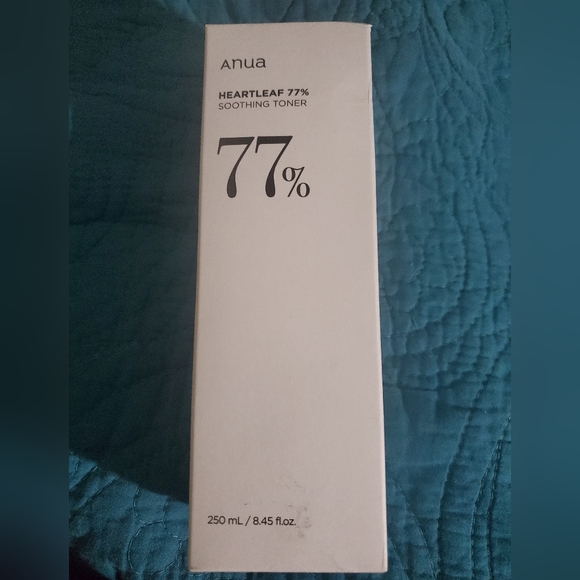 Anua
HEARTLEAF 77%
SOOTHING TONER
77%
250 mL / 8.45 fl.oz.